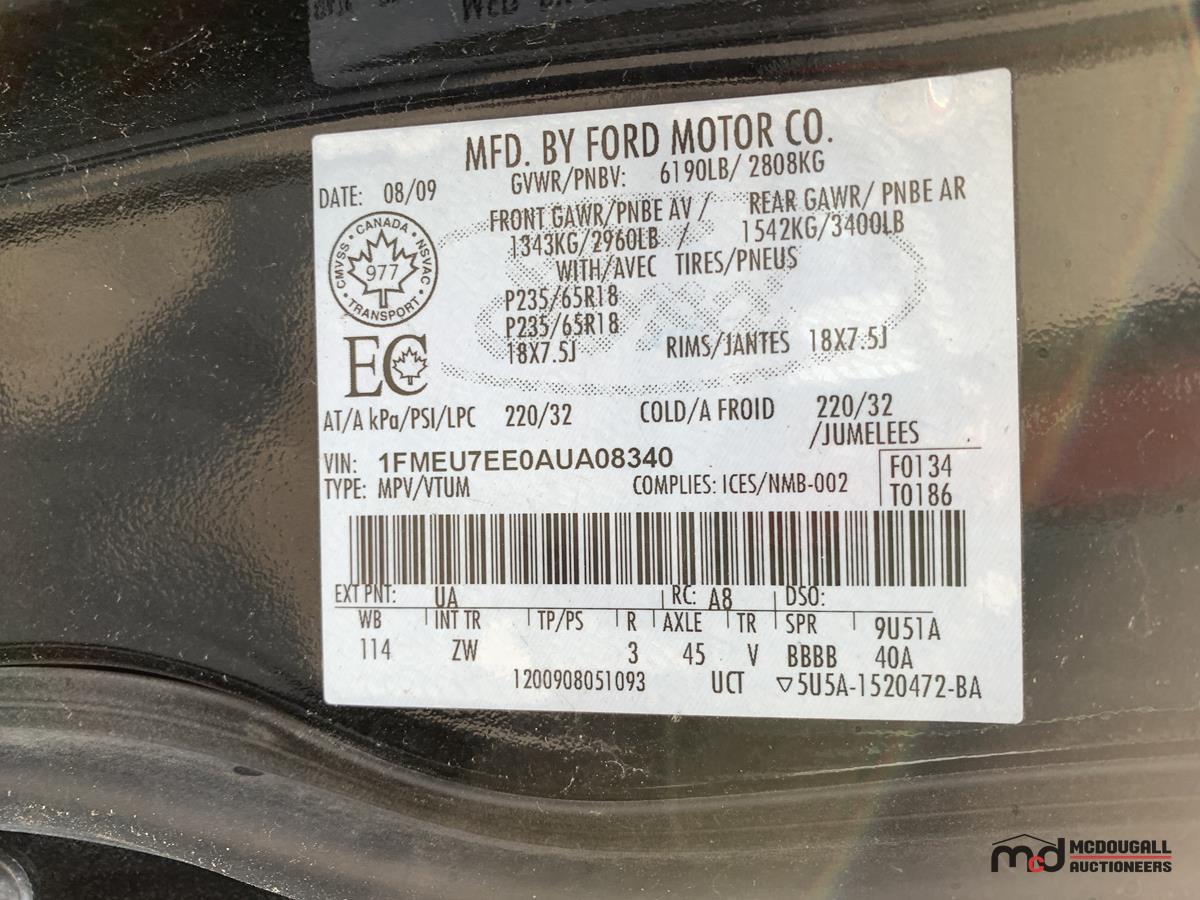 MFD. BY FORD MOTOR CO.
DATE: 08/09
GVWR/PNBV: 6190LB/ 2808KG
FRONT GAWR/PNBE AV / REAR GAWR/ PNBE AR
1343KG/2960LB / 1542KG/3400LB
WITH/AVEC TIRES/PNEUS
P235/65R18
P235/65R18
18X7.5J RIMS/JANTES 18X7.5J
CANADA
CMVSS 977 NSVAC
TRANSPORT
EC
AT/A kPa/PSI/LPC 220/32 COLD/A FROID 220/32
/JUMELEES
VIN: 1FMEU7EE0AUA08340
TYPE: MPV/VTUM COMPLIES: ICES/NMB-002
F0134
T0186
EXT PNT: UA RC: A8 DSO:
WB INT TR TP/PS R AXLE TR SPR 9U51A
114 ZW 3 45 V BBBB 40A
1200908051093 UCT ▽5U5A-1520472-BA
mcd MCDOUGALL
AUCTIONEERS